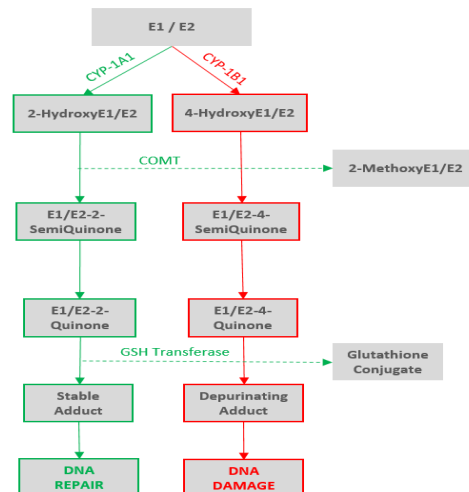 E1 / E2
CYP-1A1
CYP-1B1
2-HydroxyE1/E2
4-HydroxyE1/E2
COMT
2-MethoxyE1/E2
E1/E2-2-
SemiQuinone
E1/E2-4-
SemiQuinone
E1/E2-2-
Quinone
E1/E2-4-
Quinone
GSH Transferase
Glutathione
Conjugate
Stable
Adduct
Depurinating
Adduct
DNA
REPAIR
DNA
DAMAGE